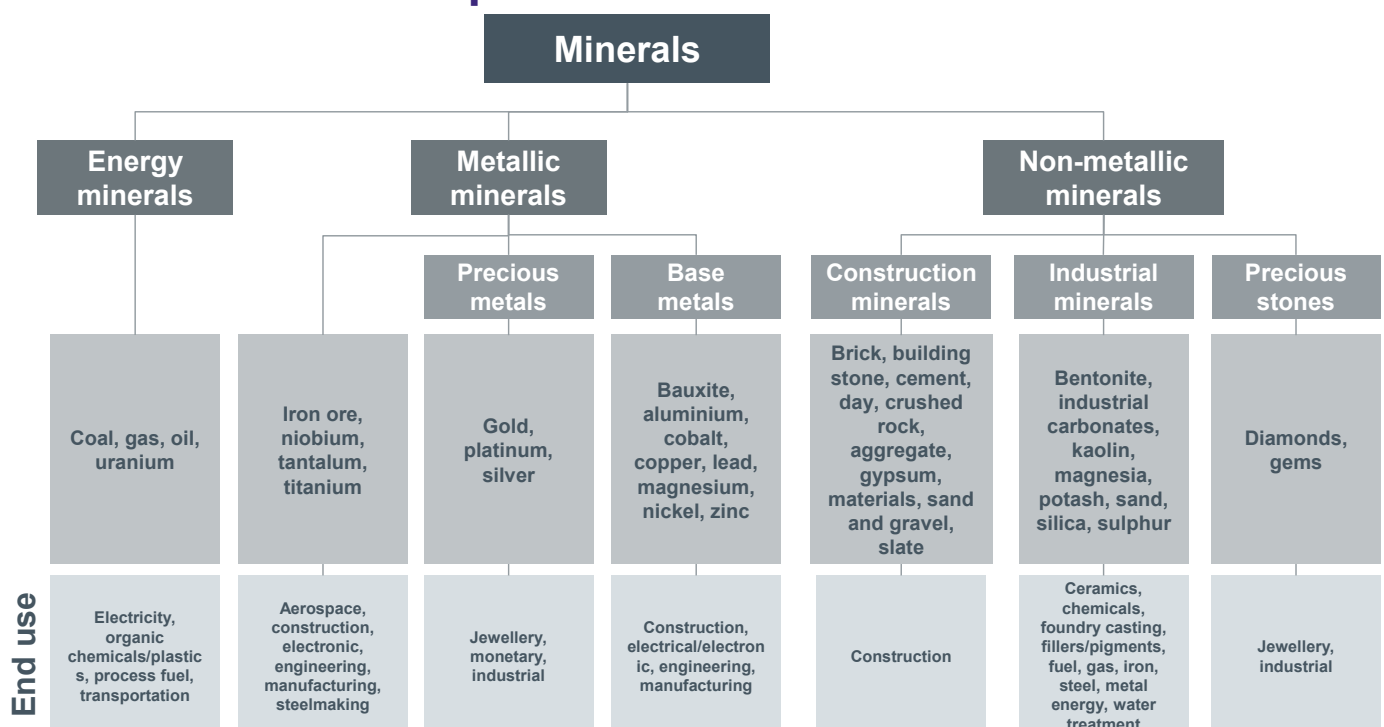 Minerals
Energy
minerals
Metallic
minerals
Non-metallic
minerals
Precious
metals
Base
metals
Construction
minerals
Industrial
minerals
Precious
stones
Coal, gas, oil,
uranium
Iron ore,
niobium,
tantalum,
titanium
Gold,
platinum,
silver
Bauxite,
aluminium,
cobalt,
copper, lead,
magnesium,
nickel, zinc
Brick, building
stone, cement,
day, crushed
rock,
aggregate,
gypsum,
materials, sand
and gravel,
slate
Bentonite,
industrial
carbonates,
kaolin,
magnesia,
potash, sand,
silica, sulphur
Diamonds,
gems
End use
Electricity,
organic
chemicals/plastic
s, process fuel,
transportation
Aerospace,
construction,
electronic,
engineering,
manufacturing,
steelmaking
Jewellery,
monetary,
industrial
Construction,
electrical/electron
ic, engineering,
manufacturing
Construction
Ceramics,
chemicals,
foundry casting,
fillers/pigments,
fuel, gas, iron,
steel, metal
energy, water
treatment
Jewellery,
industrial